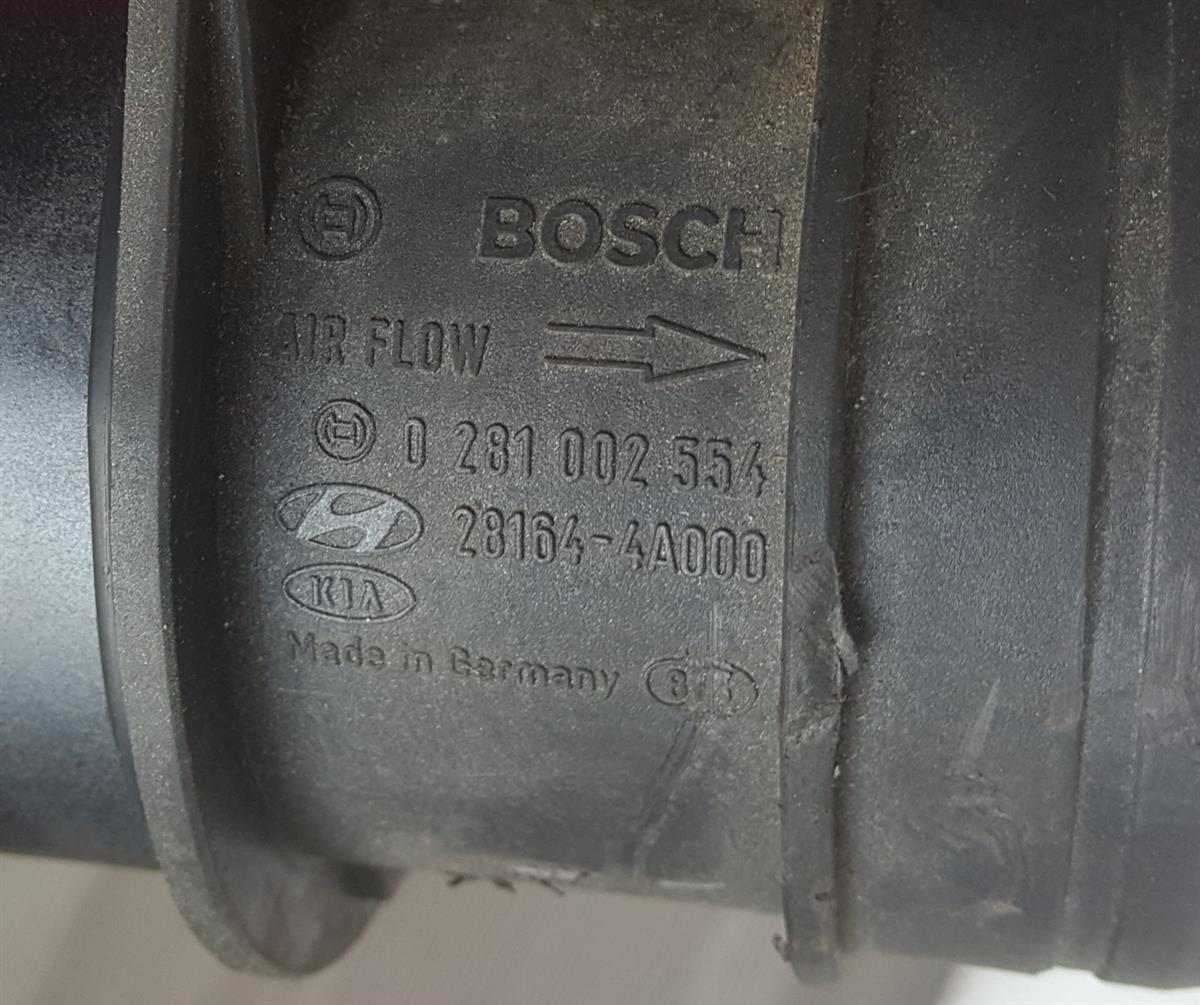 BOSCH
AIR FLOW
0 281 002 554
28164-4A000
KIA
Made in Germany